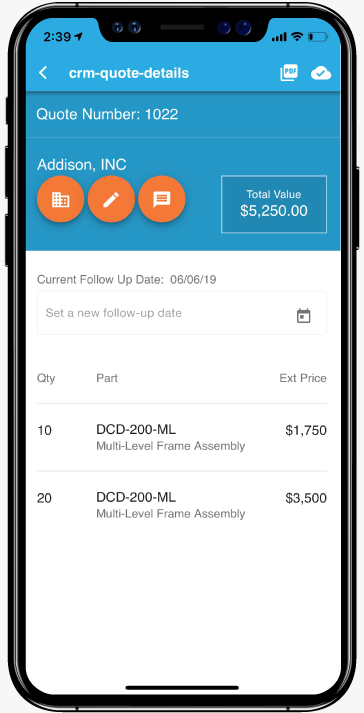 2:39
crm-quote-details
PDF
Quote Number: 1022
Addison, INC
Total Value
$5,250.00
Current Follow Up Date: 06/06/19
Set a new follow-up date
Qty Part Ext Price
10 DCD-200-ML $1,750
Multi-Level Frame Assembly
20 DCD-200-ML $3,500
Multi-Level Frame Assembly